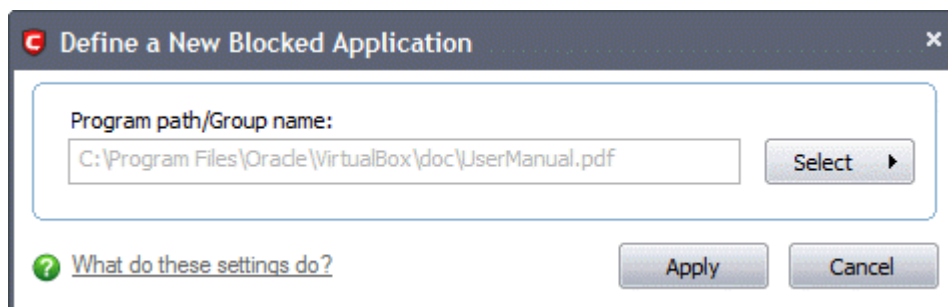 Define a New Blocked Application
Program path/Group name:
C:\Program Files\Oracle\VirtualBox\doc\UserManual.pdf
Select
What do these settings do?
Apply
Cancel